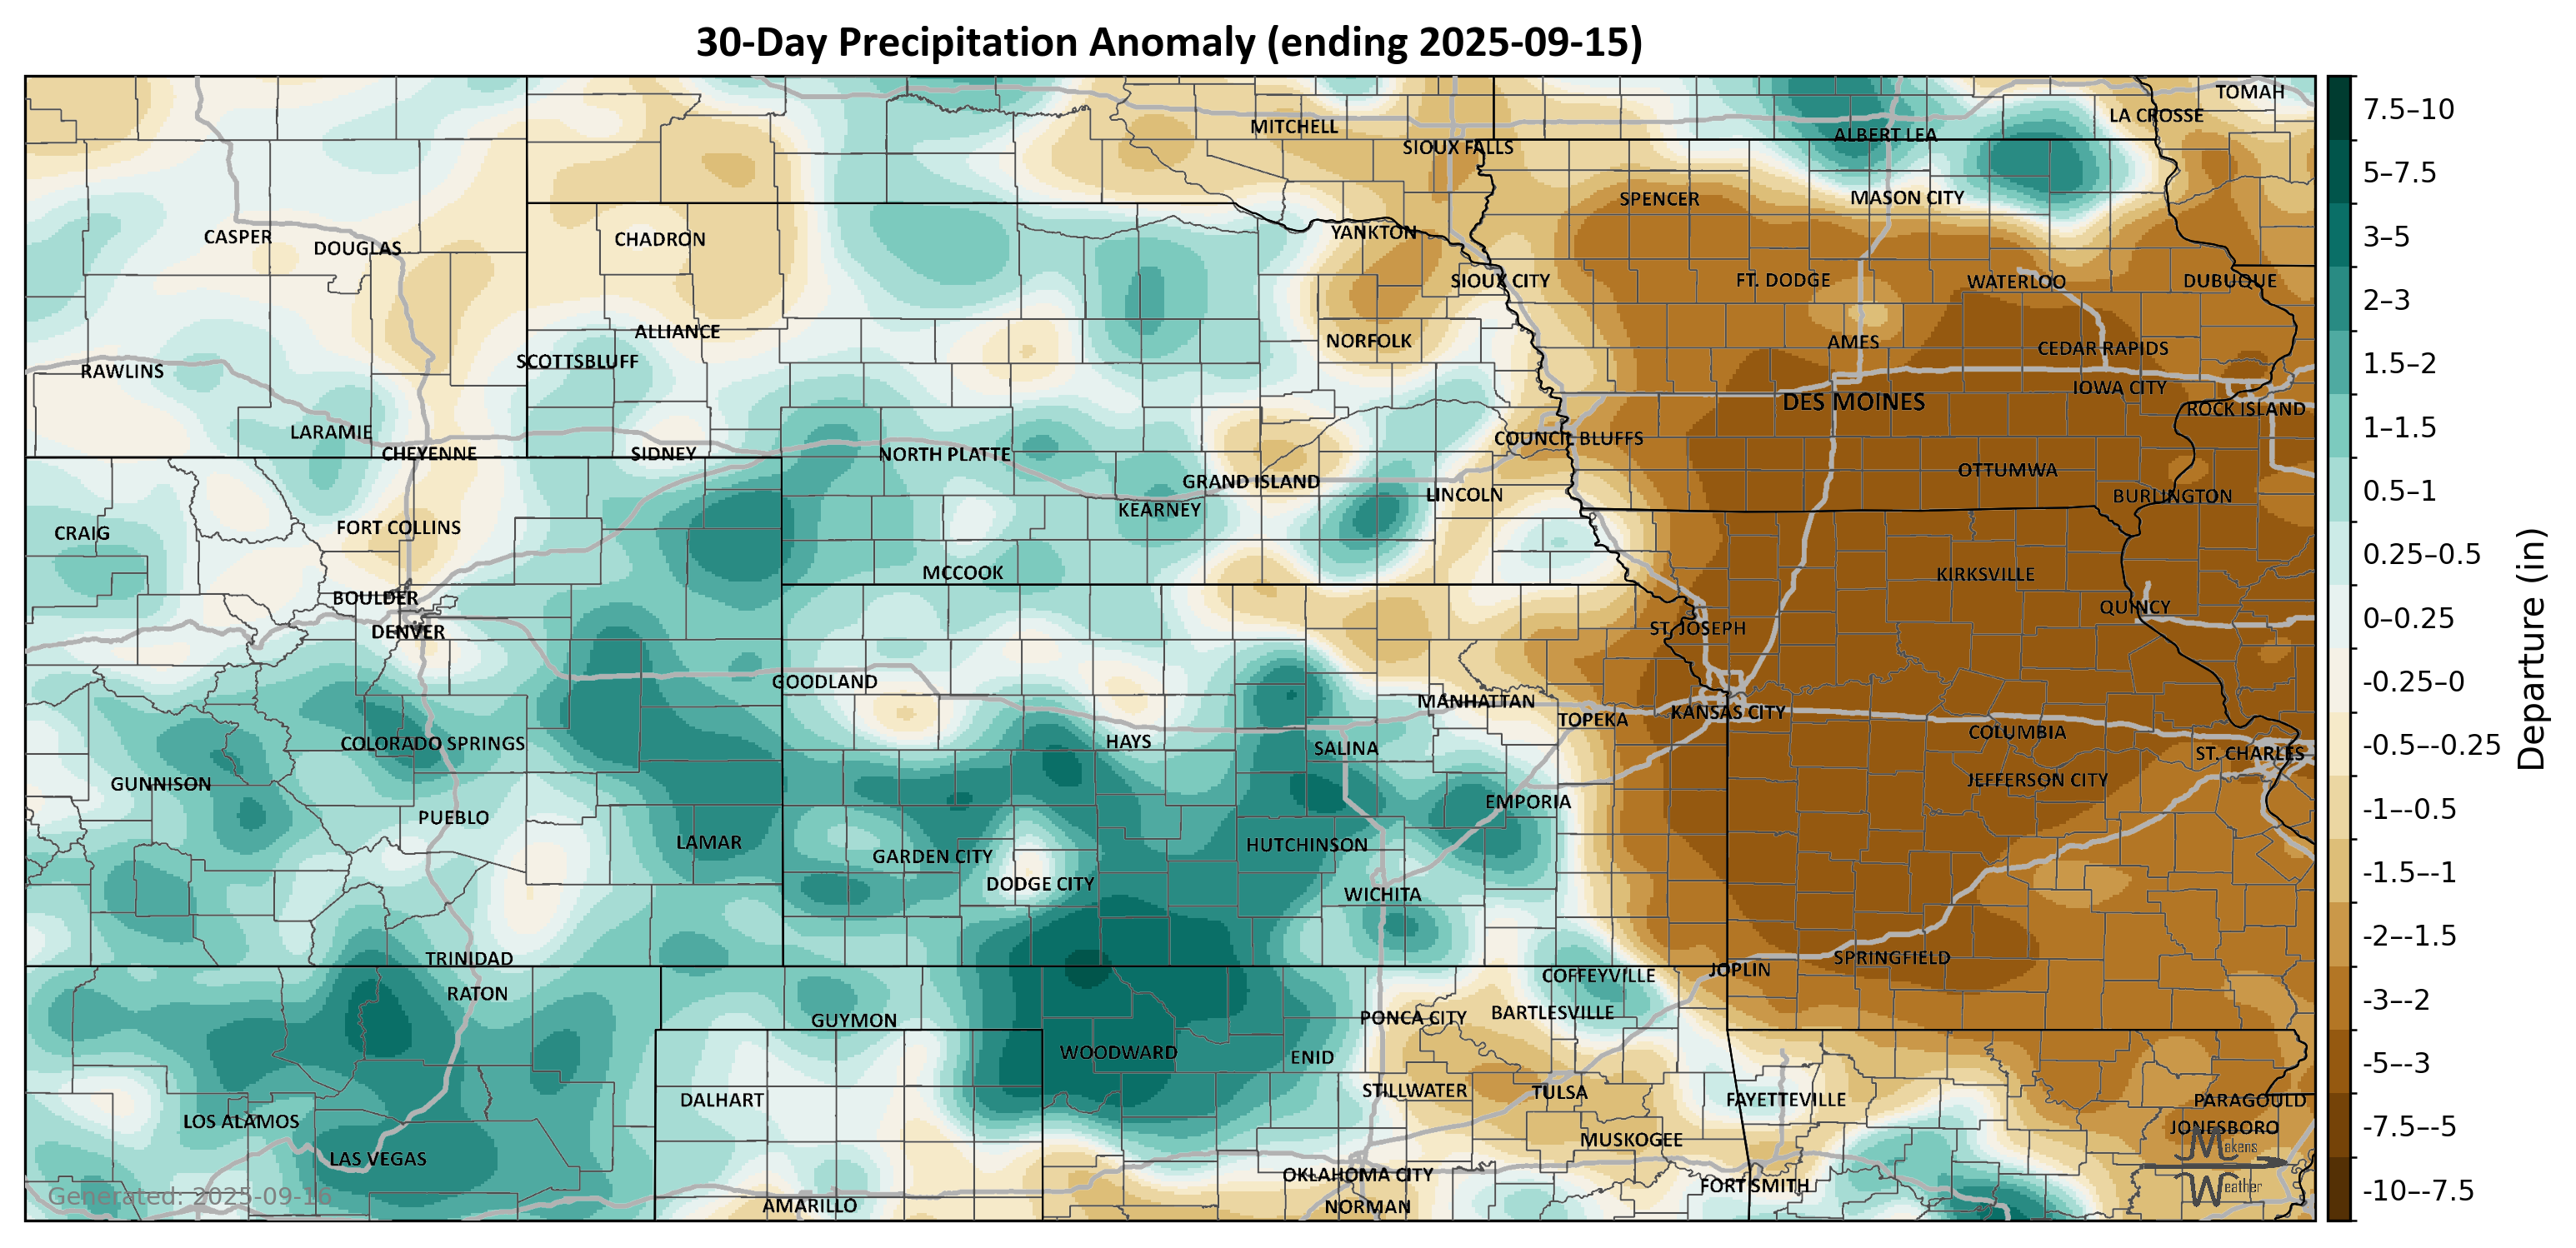 30-Day Precipitation Anomaly (ending 2025-09-15)
TOMAH
LA CROSSE
MITCHELL
ALBERT LEA
SIOUX FALLS
SPENCER
MASON CITY
CASPER
DOUGLAS
CHADRON
YANKTON
SIOUX CITY
FT. DODGE
WATERLOO
DUBUQUE
ALLIANCE
NORFOLK
AMES
CEDAR RAPIDS
SCOTTSBLUFF
RAWLINS
IOWA CITY
DES MOINES
ROCK ISLAND
LARAMIE
COUNCIL BLUFFS
CHEYENNE
SIDNEY
NORTH PLATTE
OTTUMWA
GRAND ISLAND
LINCOLN
BURLINGTON
KEARNEY
FORT COLLINS
CRAIG
MCCOOK
KIRKSVILLE
BOULDER
QUINCY
DENVER
ST. JOSEPH
GOODLAND
MANHATTAN
TOPEKA
KANSAS CITY
COLUMBIA
COLORADO SPRINGS
HAYS
SALINA
ST. CHARLES
GUNNISON
JEFFERSON CITY
EMPORIA
PUEBLO
LAMAR
GARDEN CITY
HUTCHINSON
DODGE CITY
WICHITA
TRINIDAD
SPRINGFIELD
COFFEYVILLE
JOPLIN
RATON
GUYMON
PONCA CITY
BARTLESVILLE
WOODWARD
ENID
STILLWATER
TULSA
DALHART
FAYETTEVILLE
PARAGOULD
LOS ALAMOS
JONESBORO
MUSKOGEE
LAS VEGAS
OKLAHOMA CITY
FORT SMITH
AMARILLO
NORMAN
Makens
Weather
Generated: 2025-09-16
7.5–10
5–7.5
3–5
2–3
1.5–2
1–1.5
0.5–1
0.25–0.5
0–0.25
-0.25–0
-0.5–-0.25
-1–-0.5
-1.5–-1
-2–-1.5
-3–-2
-5–-3
-7.5–-5
-10–-7.5
Departure (in)